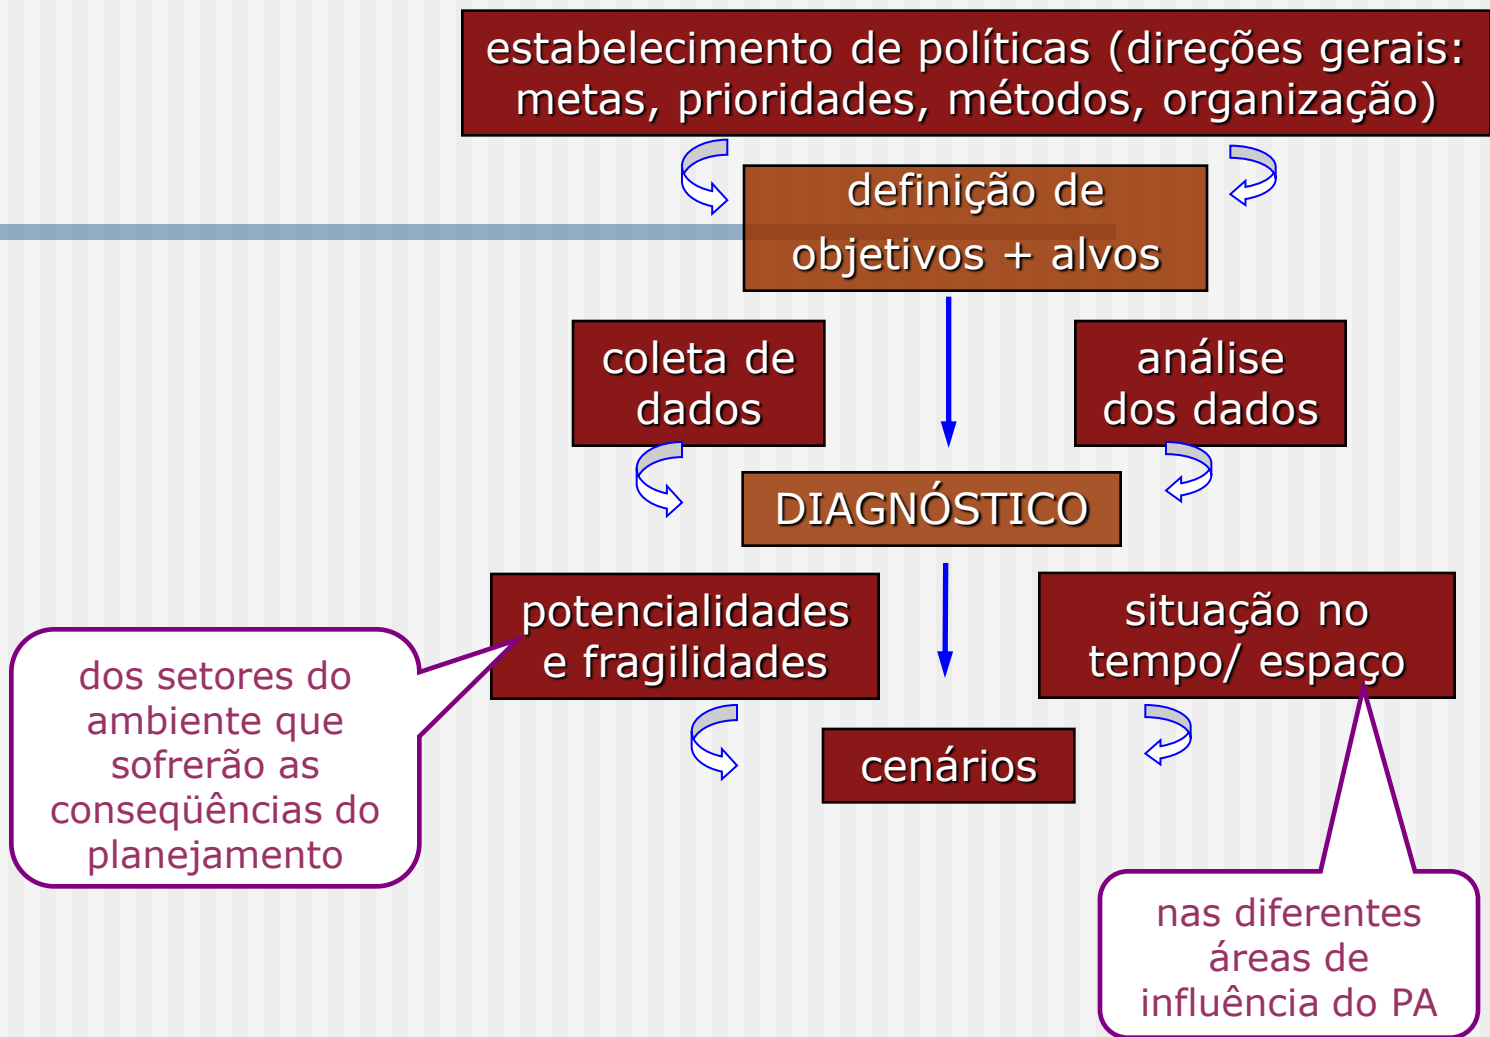 estabelecimento de políticas (direções gerais:
metas, prioridades, métodos, organização)
definição de
objetivos + alvos
coleta de
dados
análise
dos dados
DIAGNÓSTICO
potencialidades
e fragilidades
situação no
tempo/ espaço
dos setores do
ambiente que
sofrerão as
conseqüências do
planejamento
cenários
nas diferentes
áreas de
influência do PA